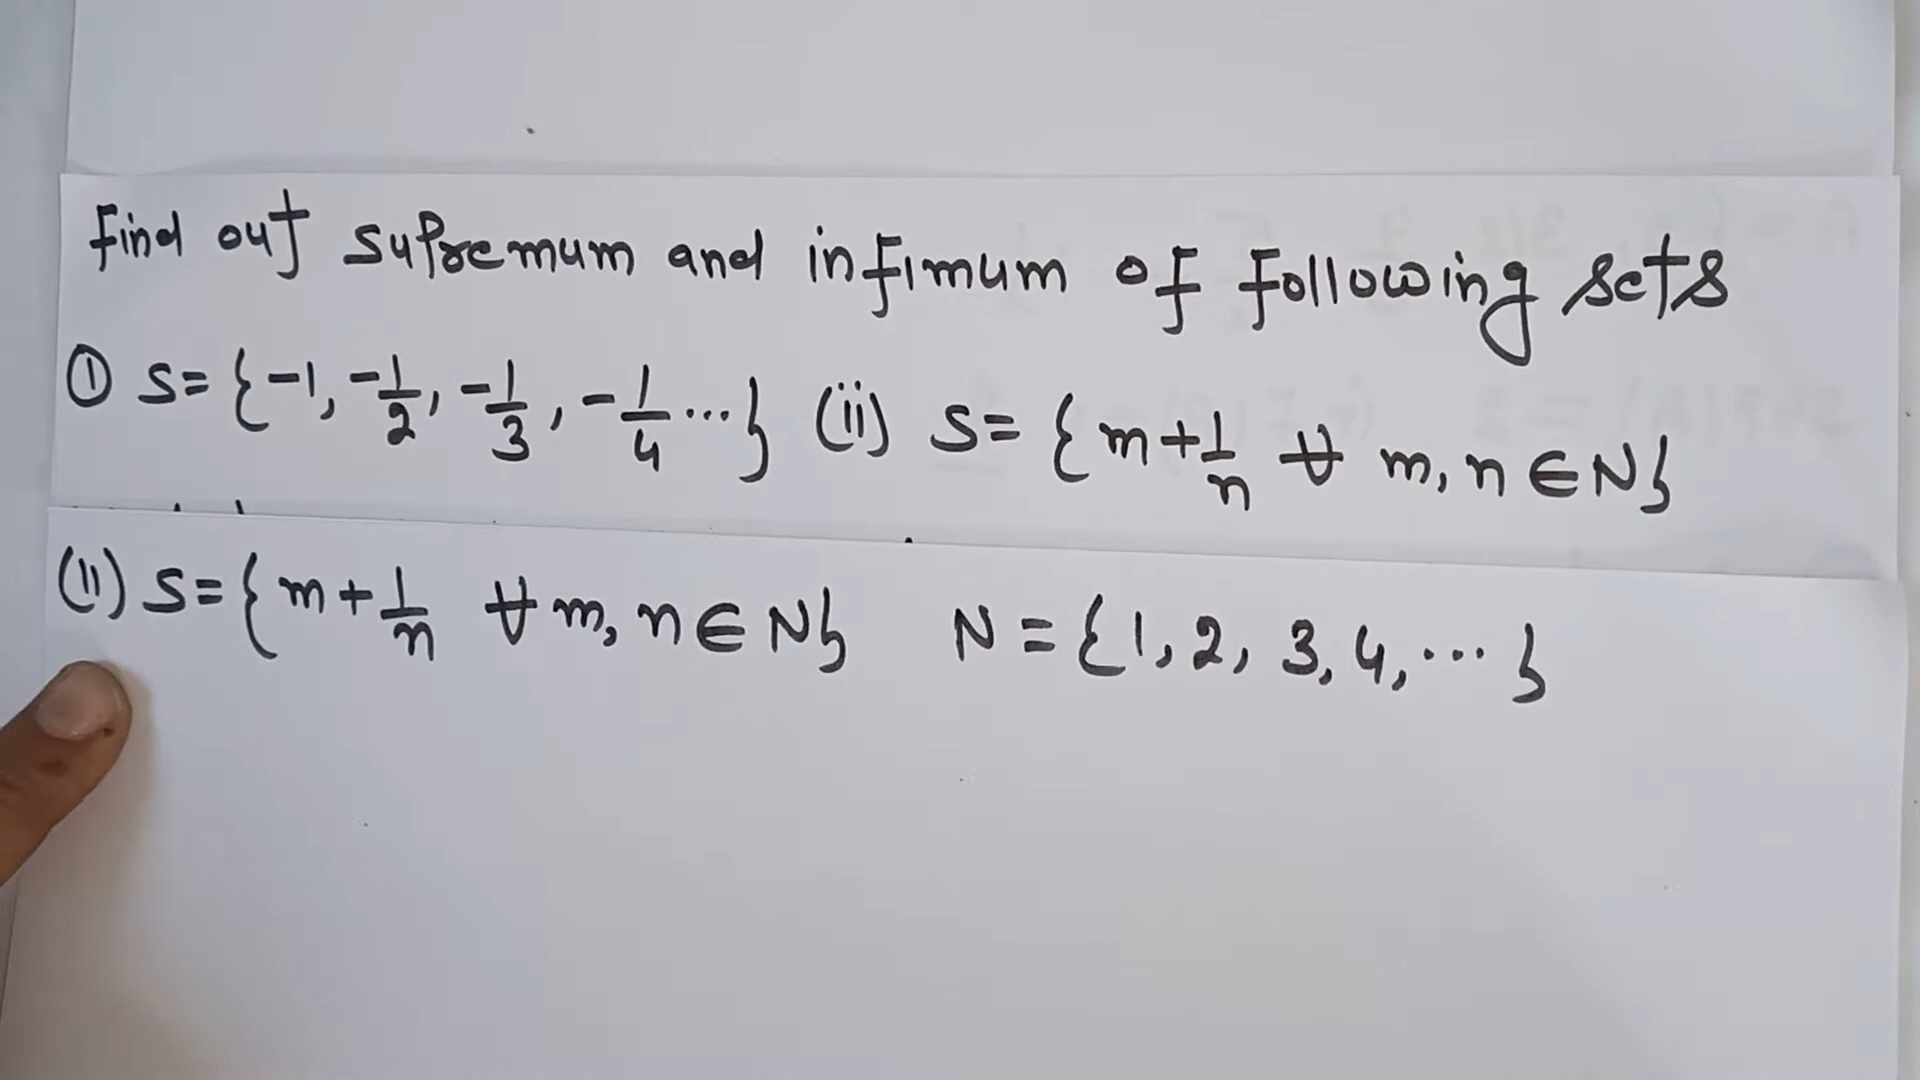 Find out supremum and infimum of following sets
① S={-1, -1/2, -1/3, -1/4 ...} (ii) S= {m+1/n ∀ m, n ∈ N}
(ii) S={m+1/n ∀ m, n ∈ N} N = {1, 2, 3, 4, ... }